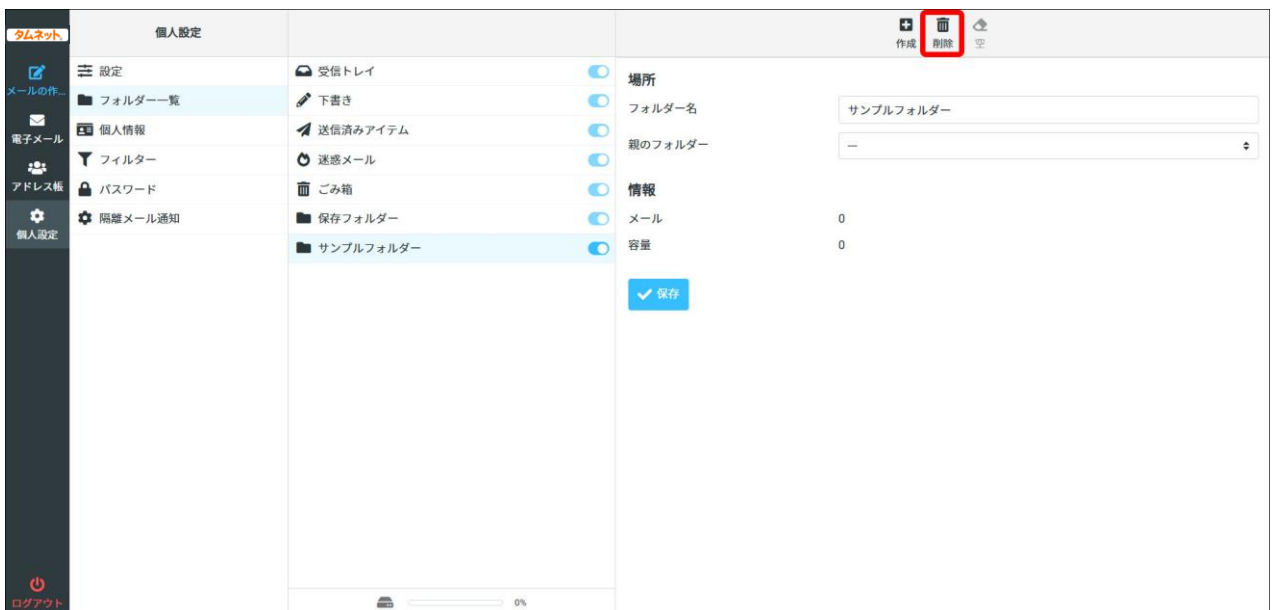 タムネット
メールの作...
電子メール
アドレス帳
個人設定
ログアウト
個人設定
設定
フォルダー一覧
個人情報
フィルター
パスワード
隔離メール通知
受信トレイ
下書き
送信済みアイテム
迷惑メール
ごみ箱
保存フォルダー
サンプルフォルダー
0%
作成 削除 空
場所
フォルダー名 サンプルフォルダー
親のフォルダー ---
情報
メール 0
容量 0
保存